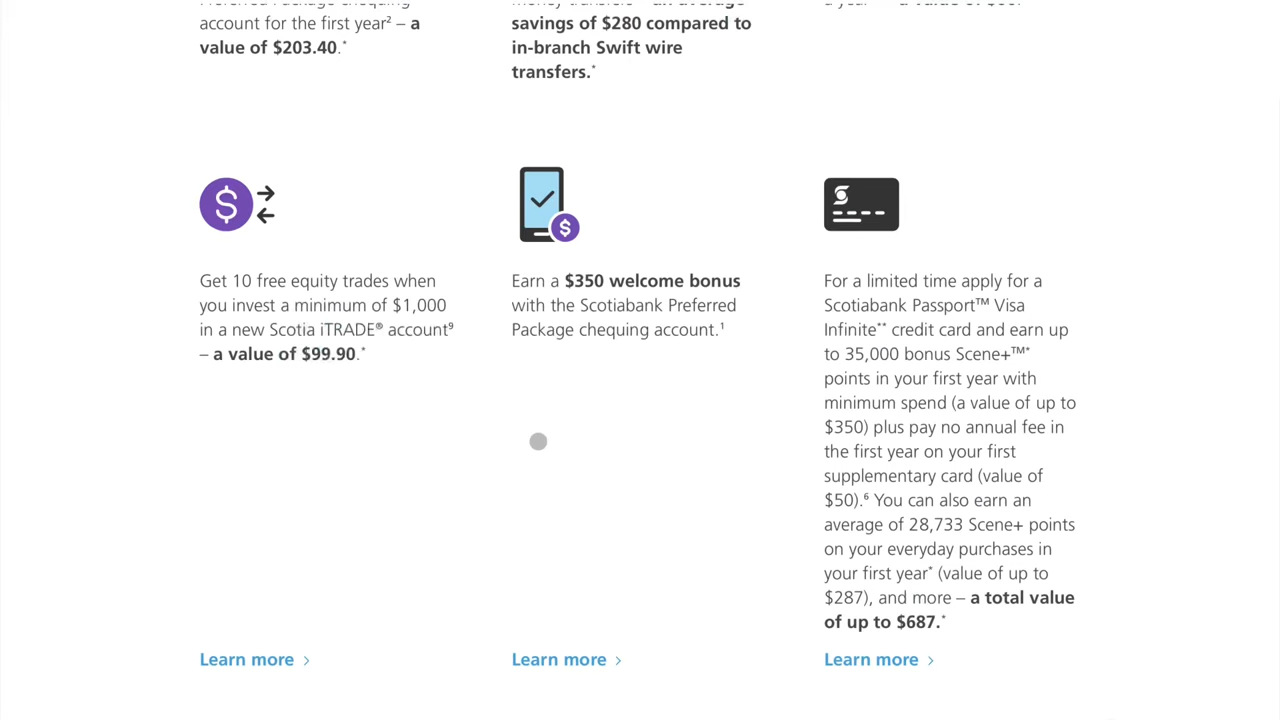 account for the first year² – a
value of $203.40.*
savings of $280 compared to
in-branch Swift wire
transfers.*
Get 10 free equity trades when
you invest a minimum of $1,000
in a new Scotia iTRADE® account⁹
– a value of $99.90.*
Learn more
Earn a $350 welcome bonus
with the Scotiabank Preferred
Package chequing account.¹
Learn more
For a limited time apply for a
Scotiabank Passport™ Visa
Infinite** credit card and earn up
to 35,000 bonus Scene+™*
points in your first year with
minimum spend (a value of up to
$350) plus pay no annual fee in
the first year on your first
supplementary card (value of
$50).⁶ You can also earn an
average of 28,733 Scene+ points
on your everyday purchases in
your first year* (value of up to
$287), and more – a total value
of up to $687.*
Learn more